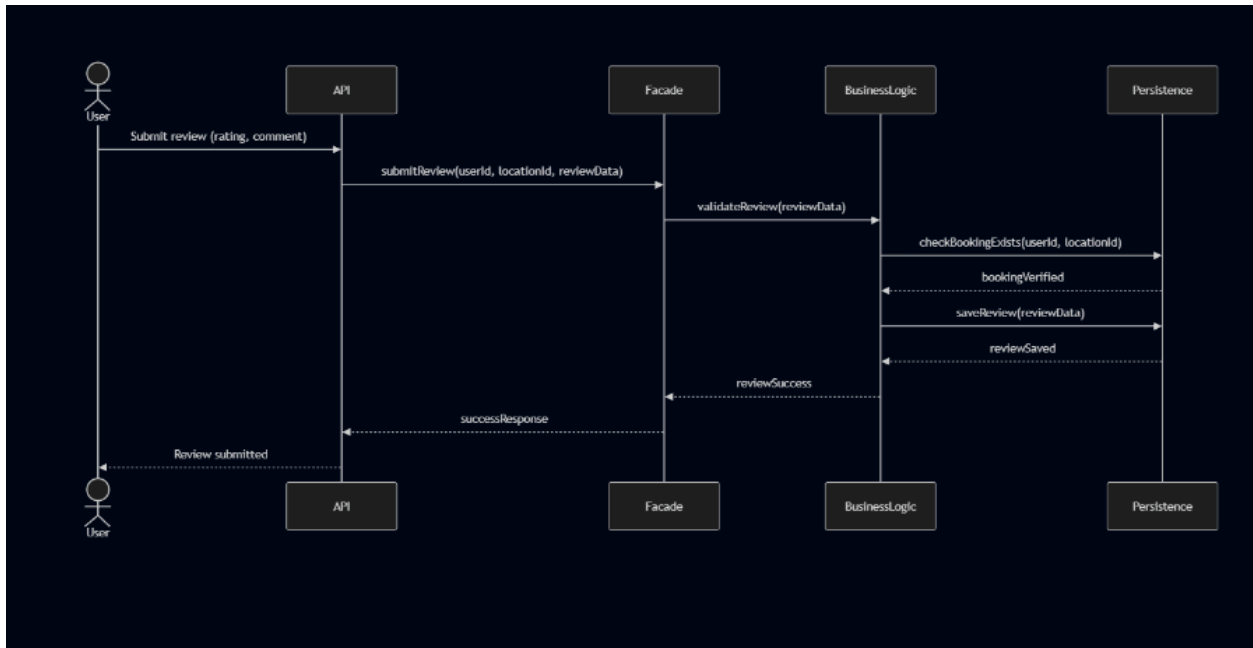 User
API
Facade
BusinessLogic
Persistence
Submit review (rating, comment)
submitReview(userId, locationId, reviewData)
validateReview(reviewData)
checkBookingExists(userId, locationId)
bookingVerified
saveReview(reviewData)
reviewSaved
reviewSuccess
successResponse
Review submitted
User
API
Facade
BusinessLogic
Persistence